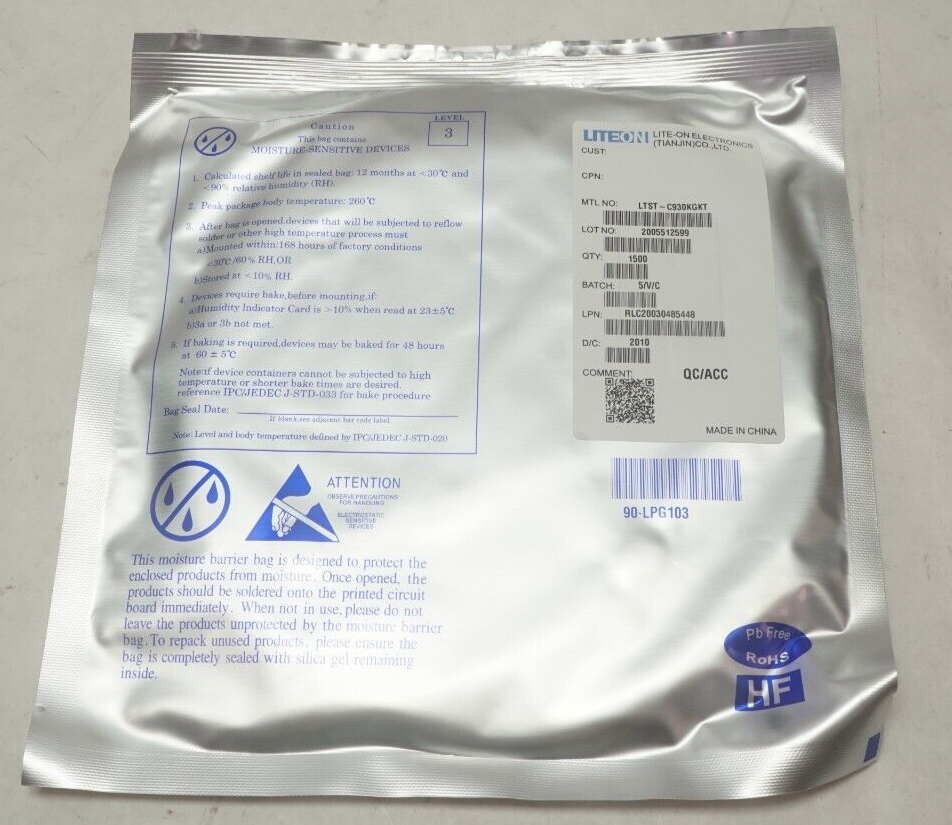 Caution
LEVEL
3
This bag contains
MOISTURE-SENSITIVE DEVICES
1. Calculated shelf life in sealed bag: 12 months at <30℃ and
<90% relative humidity (RH).
2. Peak package body temperature: 260℃
3. After bag is opened,devices that will be subjected to reflow
solder or other high temperature process must
a)Mounted within:168 hours of factory conditions
<30℃/60% RH,OR
b)Stored at <10% RH.
4. Devices require bake,before mounting,if:
a)Humidity Indicator Card is >10% when read at 23±5℃
b)3a or 3b not met.
5. If baking is required,devices may be baked for 48 hours
at 60 ± 5℃
Note:if device containers cannot be subjected to high
temperature or shorter bake times are desired.
reference IPC/JEDEC J-STD-033 for bake procedure
Bag Seal Date:
If blank,see adjacent bar code label
Note: Level and body temperature defined by IPC/JEDEC J-STD-020
ATTENTION
OBSERVE PRECAUTIONS
FOR HANDLING
ELECTROSTATIC
SENSITIVE
DEVICES
This moisture barrier bag is designed to protect the
enclosed products from moisture. Once opened, the
products should be soldered onto the printed circuit
board immediately. When not in use,please do not
leave the products unprotected by the moisture barrier
bag.To repack unused products, please ensure the
bag is completely sealed with silica gel remaining
inside.
LITEON LITE-ON ELECTRONICS
(TIANJIN)CO.,LTD.
CUST:
CPN:
MTL NO: LTST-C930KGKT
LOT NO: 2005512599
QTY: 1500
BATCH: 5/V/C
LPN: RLC20030485448
D/C: 2010
COMMENT: QC/ACC
MADE IN CHINA
90-LPG103
Pb Free
RoHS
HF